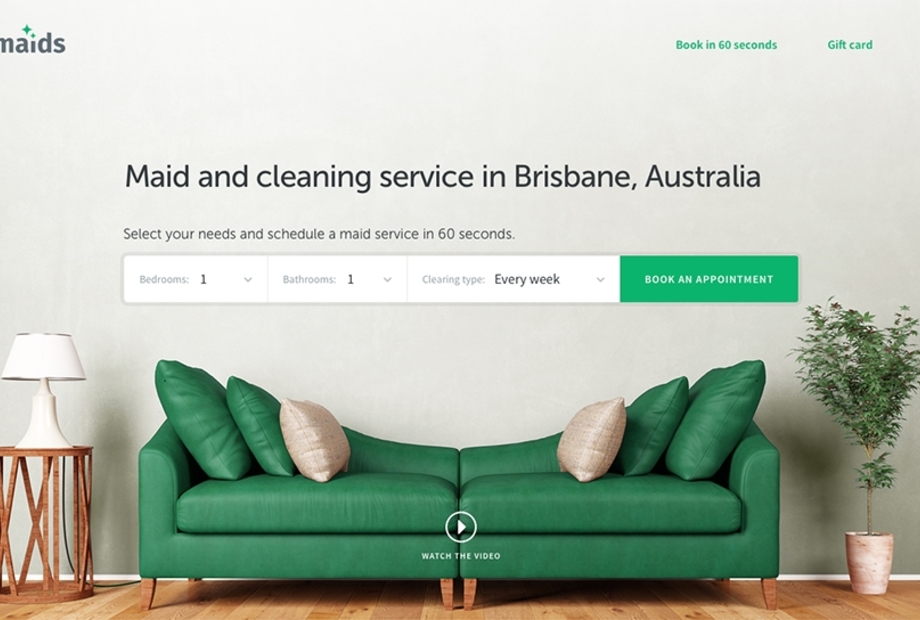 maids
Book in 60 seconds
Gift card
Maid and cleaning service in Brisbane, Australia
Select your needs and schedule a maid service in 60 seconds.
Bedrooms: 1
Bathrooms: 1
Clearing type: Every week
BOOK AN APPOINTMENT
WATCH THE VIDEO